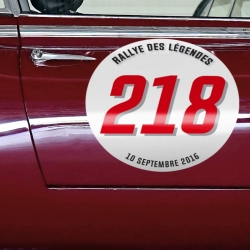 RALLYE DES LÉGENDES
218
10 SEPTEMBRE 2016